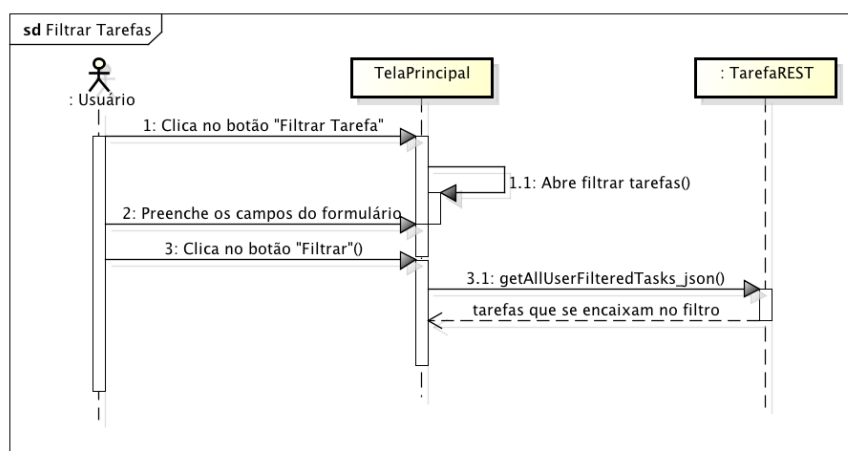 sd Filtrar Tarefas
: Usuário
TelaPrincipal
: TarefaREST
1: Clica no botão "Filtrar Tarefa"
1.1: Abre filtrar tarefas()
2: Preenche os campos do formulário
3: Clica no botão "Filtrar"()
3.1: getAllUserFilteredTasks_json()
tarefas que se encaixam no filtro